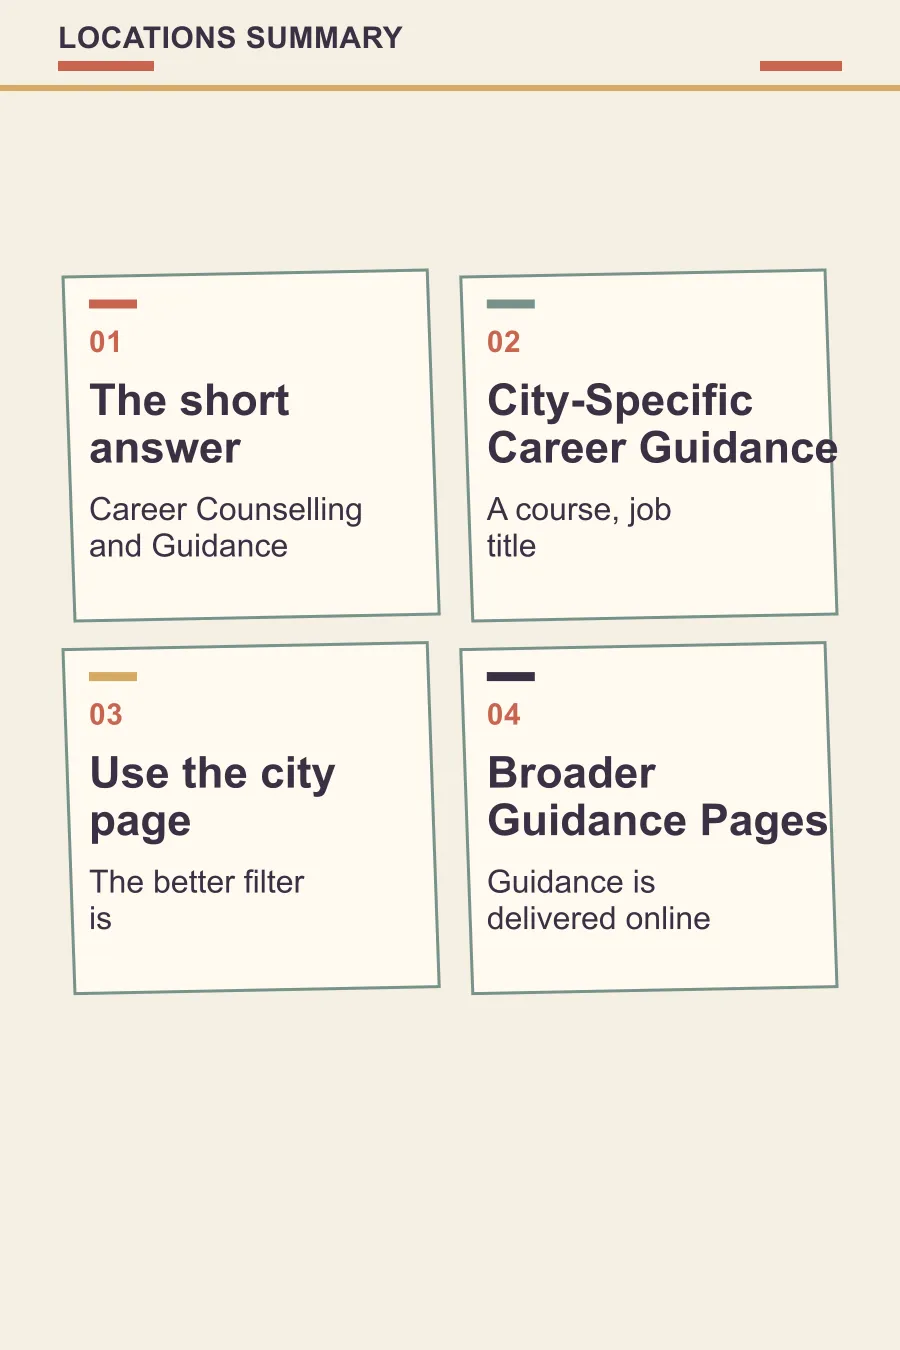 LOCATIONS SUMMARY
01
The short
answer
Career Counselling
and Guidance
02
City-Specific
Career Guidance
A course, job
title
03
Use the city
page
The better filter
is
04
Broader
Guidance Pages
Guidance is
delivered online